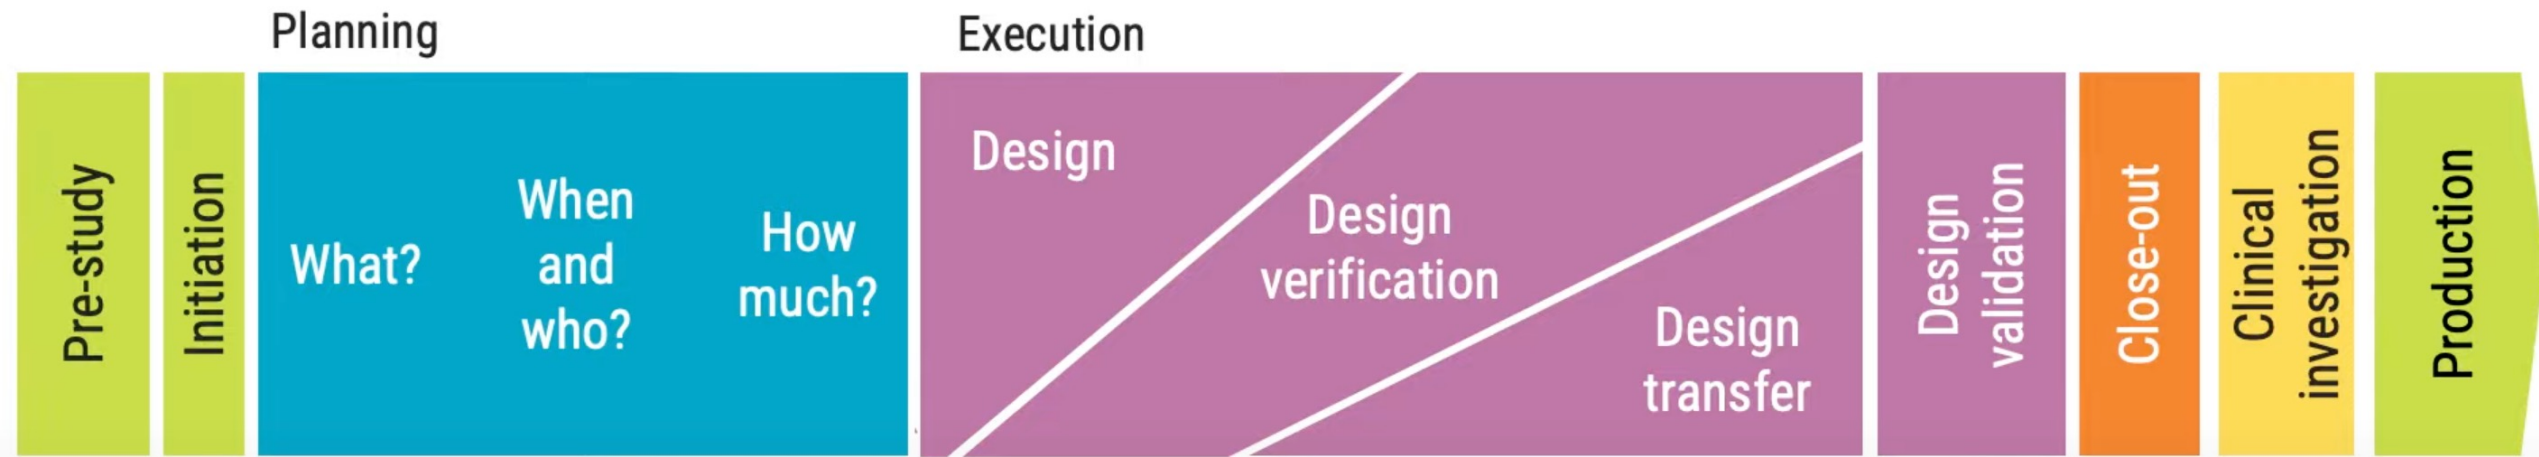 Planning
Execution
Pre-study
Initiation
What?
When
and
who?
How
much?
Design
Design
verification
Design
transfer
Design
validation
Close-out
Clinical
investigation
Production